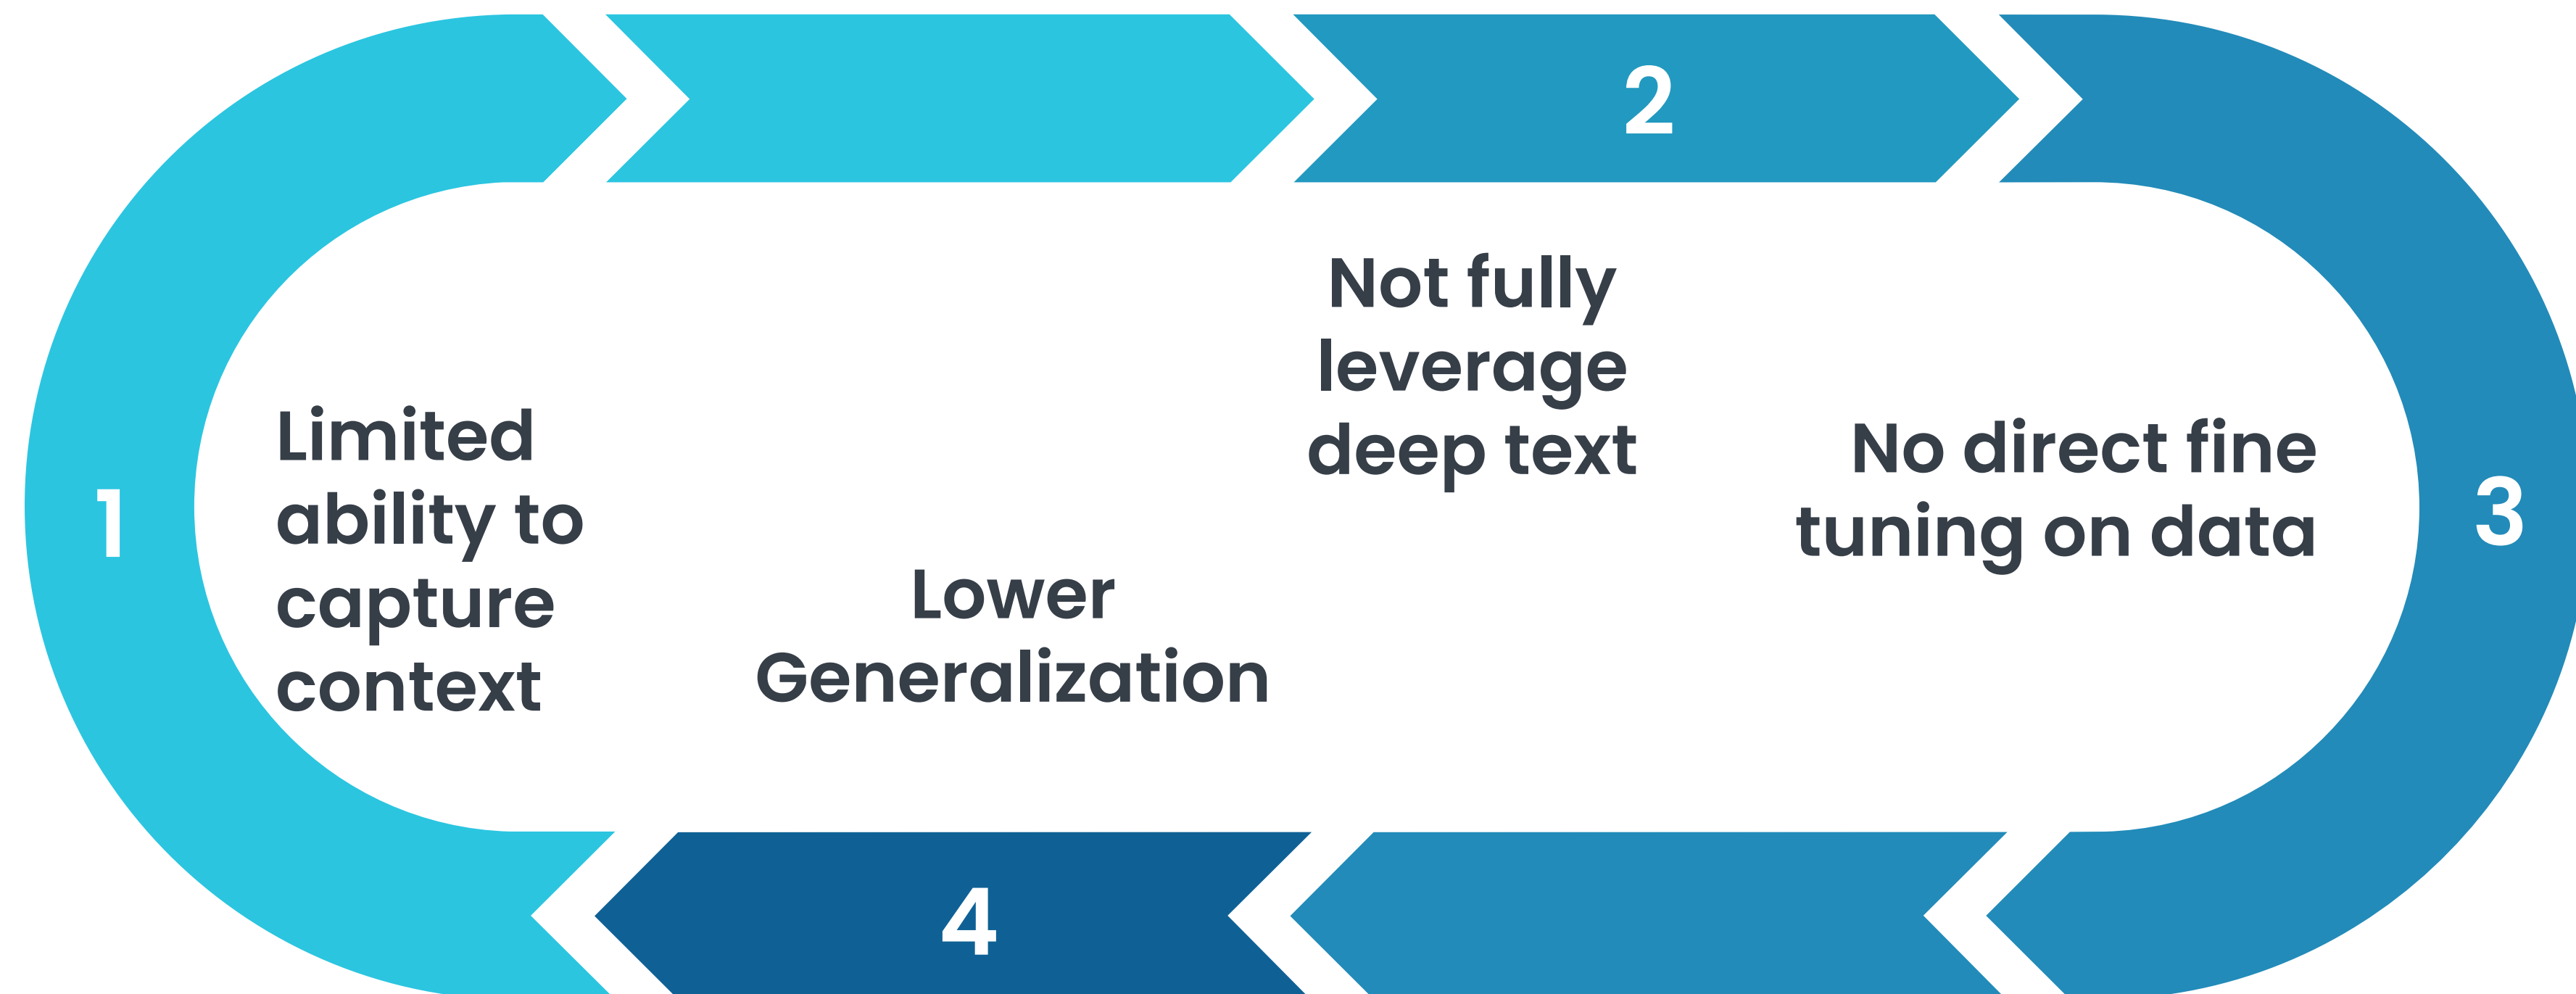 1
Limited
ability to
capture
context
2
Not fully
leverage
deep text
3
No direct fine
tuning on data
4
Lower
Generalization